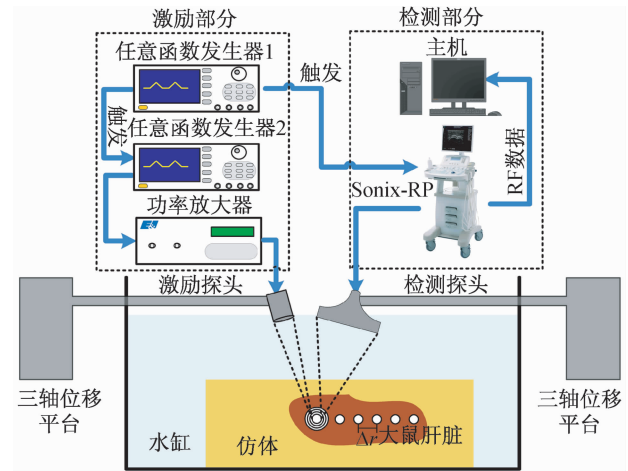 激励部分
任意函数发生器1
触发
任意函数发生器2
功率放大器
触发
检测部分
主机
Sonix-RP
RF数据
激励探头
检测探头
三轴位移
平台
三轴位移
平台
水缸
仿体
Δr
大鼠肝脏